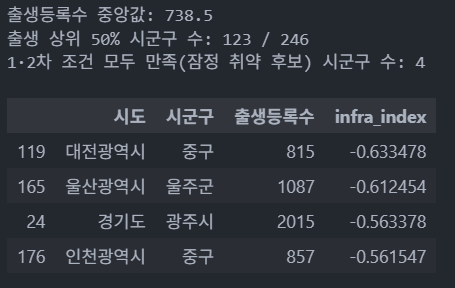 출생등록수 중앙값: 738.5
출생 상위 50% 시군구 수: 123 / 246
1·2차 조건 모두 만족(잠정 취약 후보) 시군구 수: 4
시도 시군구 출생등록수 infra_index
119 대전광역시 중구 815 -0.633478
165 울산광역시 울주군 1087 -0.612454
24 경기도 광주시 2015 -0.563378
176 인천광역시 중구 857 -0.561547